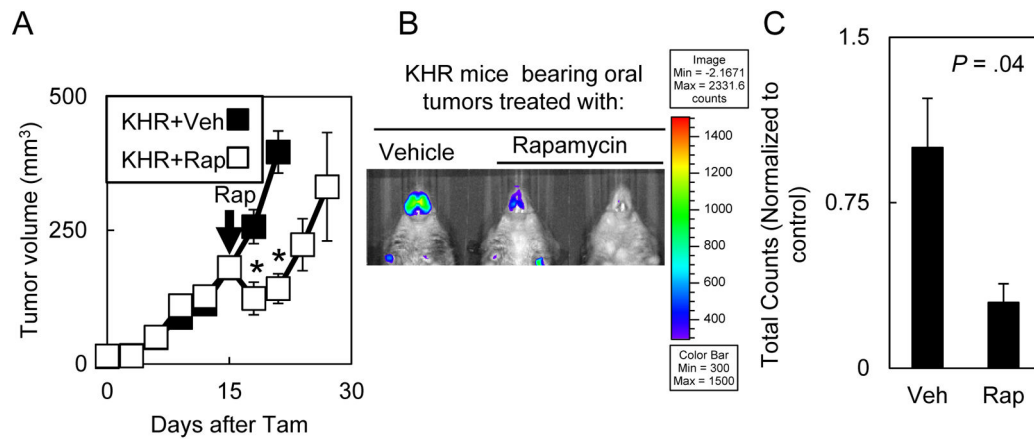 A
500
KHR+Veh
KHR+Rap
Rap
250
*
*
0
0
15
30
Tumor volume (mm³)
Days after Tam
B
KHR mice bearing oral
tumors treated with:
Vehicle
Rapamycin
Image
Min = -2.1671
Max = 2331.6
counts
1400
1200
1000
800
600
400
Color Bar
Min = 300
Max = 1500
C
1.5
P = .04
0.75
0
Total Counts (Normalized to
control)
Veh
Rap